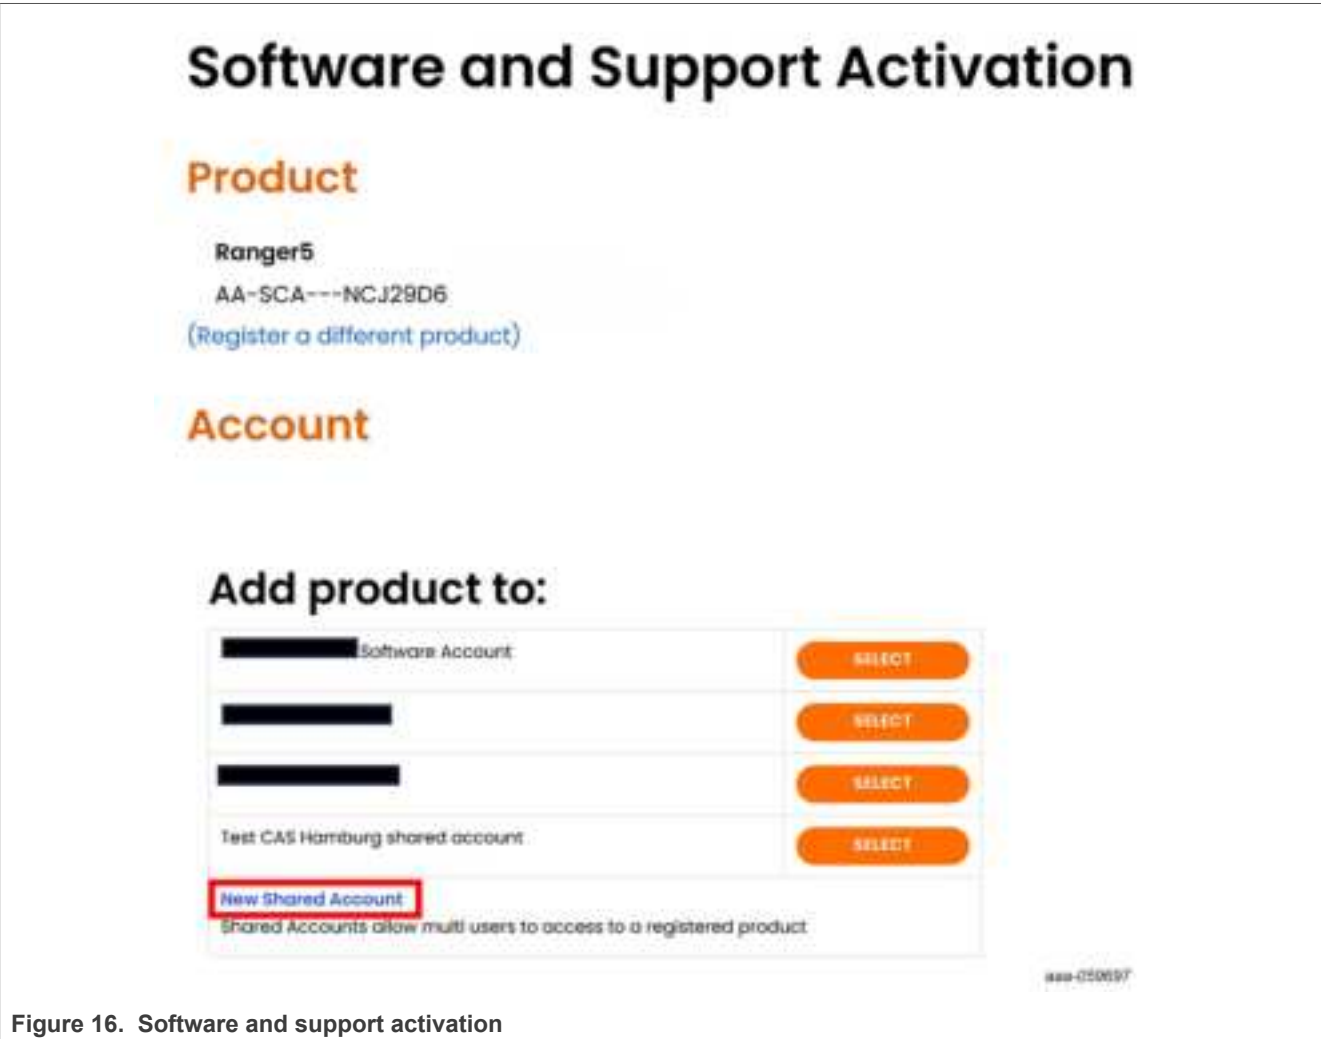 Software and Support Activation
Product
Ranger5
AA-SCA---NCJ29D6
(Register a different product)
Account
Add product to:
Software Account
SELECT
SELECT
SELECT
Test CAS Hamburg shared account
SELECT
New Shared Account
Shared Accounts allow multi users to access to a registered product
aaa-059697
Figure 16. Software and support activation